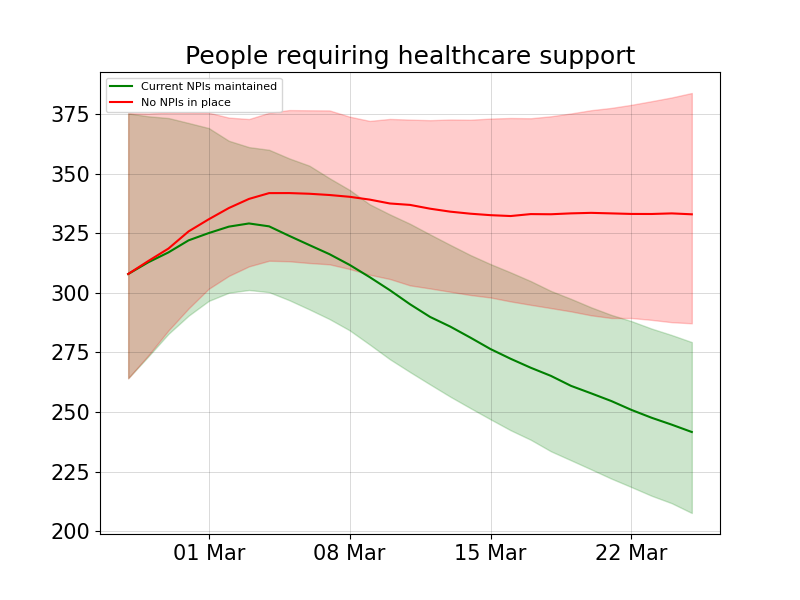 People requiring healthcare support
Current NPIs maintained
No NPIs in place
375
350
325
300
275
250
225
200
01 Mar 08 Mar 15 Mar 22 Mar